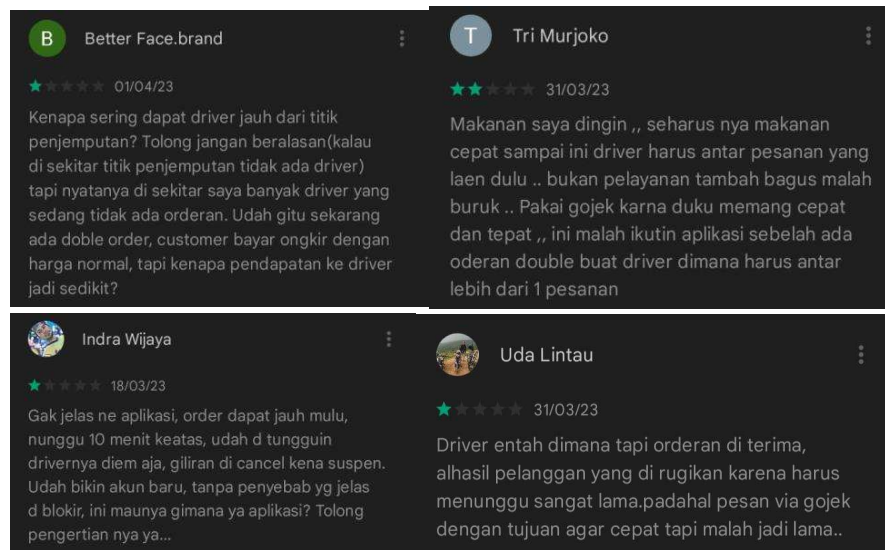 B
Better Face.brand
01/04/23
Kenapa sering dapat driver jauh dari titik
penjemputan? Tolong jangan beralasan(kalau
di sekitar titik penjemputan tidak ada driver)
tapi nyatanya di sekitar saya banyak driver yang
sedang tidak ada orderan. Udah gitu sekarang
ada doble order, customer bayar ongkir dengan
harga normal, tapi kenapa pendapatan ke driver
jadi sedikit?
T
Tri Murjoko
31/03/23
Makanan saya dingin ,, seharus nya makanan
cepat sampai ini driver harus antar pesanan yang
laen dulu .. bukan pelayanan tambah bagus malah
buruk .. Pakai gojek karna duku memang cepat
dan tepat ,, ini malah ikutin aplikasi sebelah ada
oderan double buat driver dimana harus antar
lebih dari 1 pesanan
Indra Wijaya
18/03/23
Gak jelas ne aplikasi, order dapat jauh mulu,
nunggu 10 menit keatas, udah d tungguin
drivernya diem aja, giliran di cancel kena suspen.
Udah bikin akun baru, tanpa penyebab yg jelas
d blokir, ini maunya gimana ya aplikasi? Tolong
pengertian nya ya...
Uda Lintau
31/03/23
Driver entah dimana tapi orderan di terima,
alhasil pelanggan yang di rugikan karena harus
menunggu sangat lama.padahal pesan via gojek
dengan tujuan agar cepat tapi malah jadi lama..